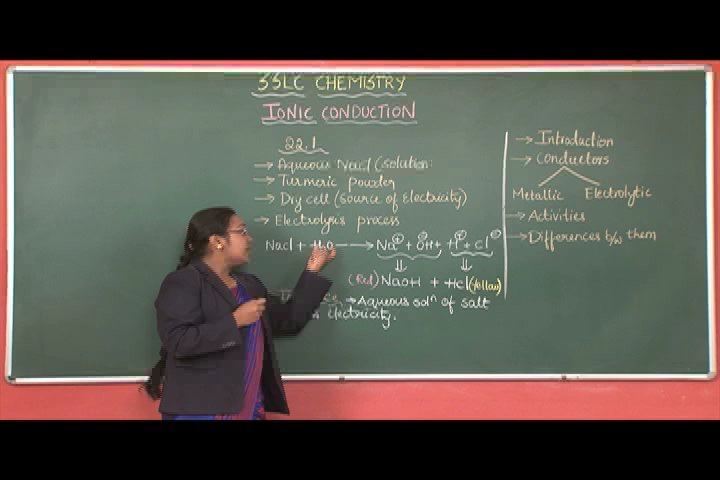 SSLC CHEMISTRY
IONIC CONDUCTION
22.1
→ Aqueous Nacl (solution:
→ Turmeric powder
→ Dry cell (source of Electricity)
→ Electrolysis process
Nacl + H₂O → Na⊕ + OH⊖ + H⊕ + Cl⊖
⇓ ⇓
(Red) NaOH + Hcl (Yellow)
→ Aqueous solⁿ of salt
Electricity.
→ Introduction
→ Conductors
Metallic Electrolytic
→ Activities
→ Differences b/w them